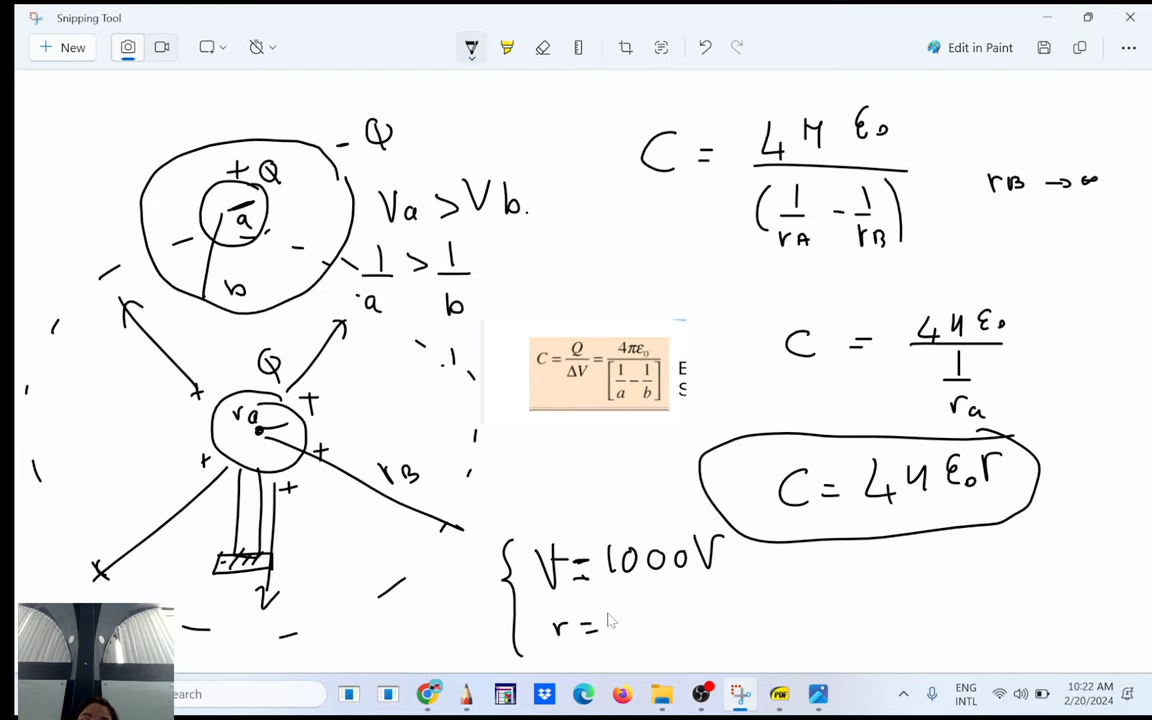 Snipping Tool
New
Edit in Paint
- Q
+ Q
a
b
Va > Vb.
1/a > 1/b
C = 4π ε₀ / (1/rA - 1/rB)
rB → ∞
C = Q/ΔV = 4πε₀ / [1/a - 1/b]
E
S
C = 4π ε₀ / 1/ra
C = 4π ε₀ r
Q
ra
rB
V = 1000V
r =
earch
ENG
INTL
10:22 AM
2/20/2024